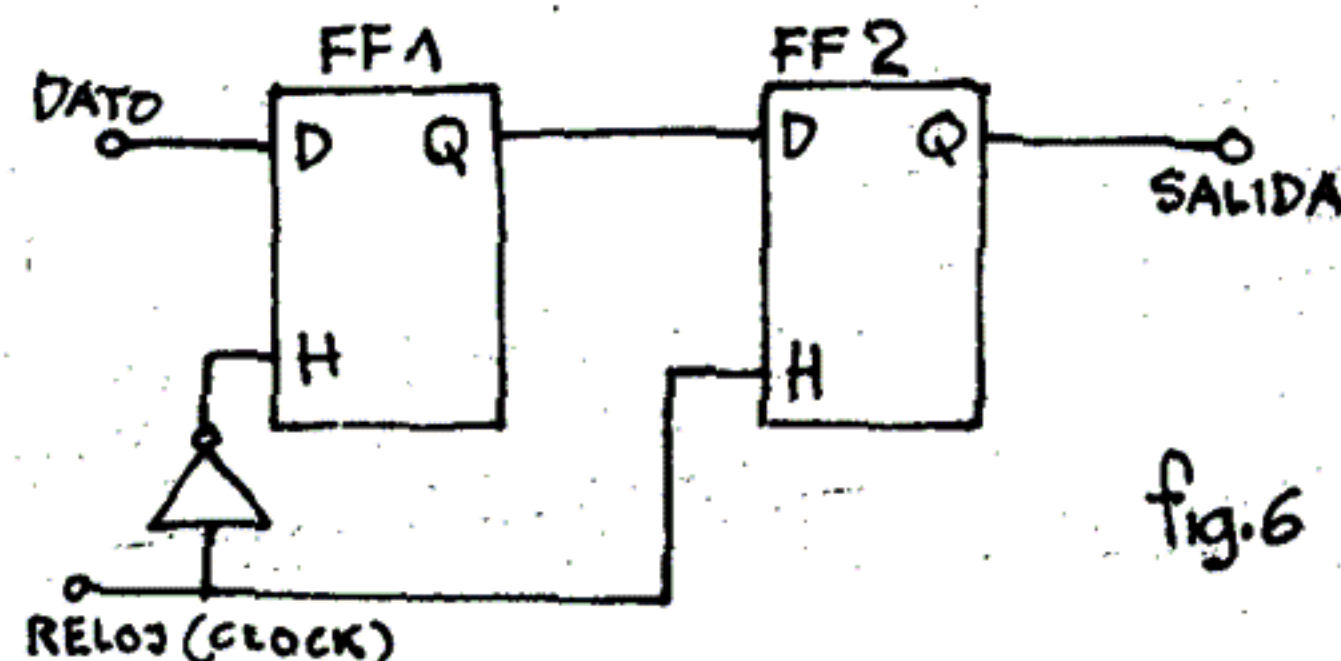 FF1
FF2
DATO
D
Q
D
Q
SALIDA
H
H
fig.6
RELOJ (CLOCK)